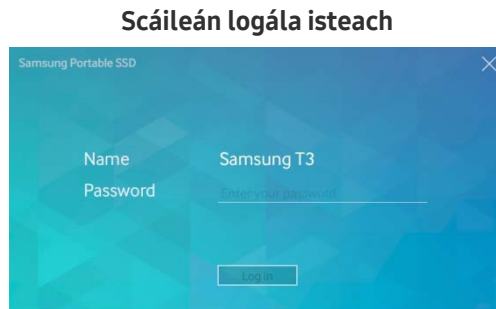 Scáileán logála isteach
Samsung Portable SSD
Name Samsung T3
Password Enter your password
Log in